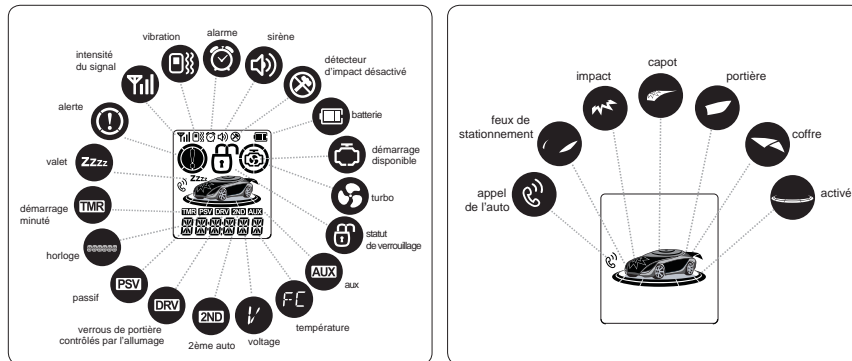 alarme
vibration
sirène
intensité
du signal
détecteur
d'impact désactivé
alerte
batterie
valet
Zzzz
démarrage
disponible
Zzzz
démarrage
minuté
TMR
turbo
TMR PSV DRV 2ND AUX
horloge
statut
de verrouillage
passif
PSV
AUX
aux
DRV
2ND
V
FC
température
verrous de portière
contrôlés par l'allumage
2ème auto
voltage
capot
impact
portière
feux de
stationnement
coffre
appel
de l'auto
activé